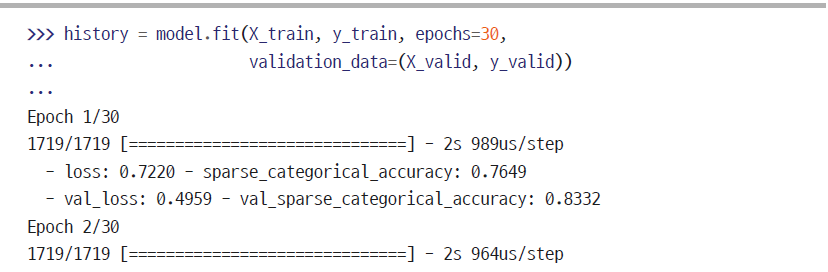 >>> history = model.fit(X_train, y_train, epochs=30,
...                     validation_data=(X_valid, y_valid))
...
Epoch 1/30
1719/1719 [==============================] - 2s 989us/step
  - loss: 0.7220 - sparse_categorical_accuracy: 0.7649
  - val_loss: 0.4959 - val_sparse_categorical_accuracy: 0.8332
Epoch 2/30
1719/1719 [==============================] - 2s 964us/step